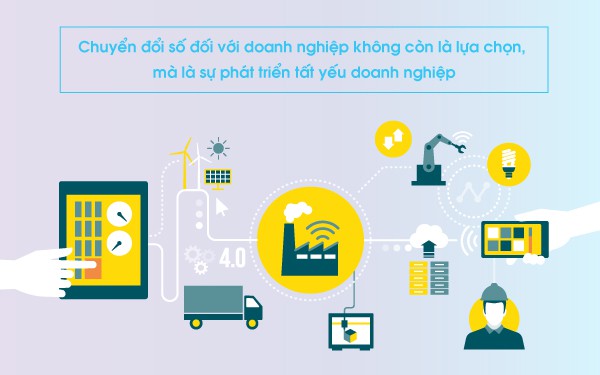 Chuyển đổi số đối với doanh nghiệp không còn là lựa chọn,
mà là sự phát triển tất yếu doanh nghiệp
4.0